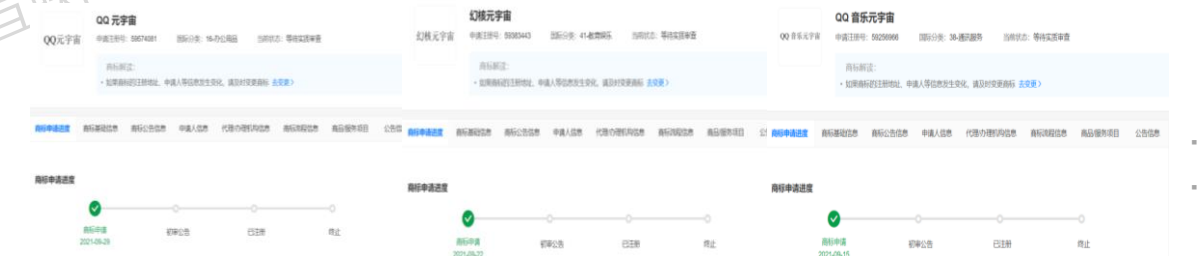 QQ 元宇宙
QQ元宇宙
申请/注册号: 59674081 国际分类: 16-办公用品 当前状态: 等待实质审查
商标解读:
• 如果商标的注册地址、申请人等信息发生变化，请及时变更商标 去变更>
商标申请进度 商标基础信息 商标公告信息 申请人信息 代理/办理机构信息 商标流程信息 商品/服务项目 公告信
商标申请进度
商标申请 初审公告 已注册 终止
2021-09-29
幻核元宇宙
幻核元宇宙
申请/注册号: 59383443 国际分类: 41-教育娱乐 当前状态: 等待实质审查
商标解读:
• 如果商标的注册地址、申请人等信息发生变化，请及时变更商标 去变更>
商标申请进度 商标基础信息 商标公告信息 申请人信息 代理/办理机构信息 商标流程信息 商品/服务项目
商标申请进度
商标申请 初审公告 已注册 终止
2021-09-22
QQ 音乐元宇宙
QQ 音乐元宇宙
申请/注册号: 59256966 国际分类: 38-通讯服务 当前状态: 等待实质审查
商标解读:
• 如果商标的注册地址、申请人等信息发生变化，请及时变更商标 去变更>
商标申请进度 商标基础信息 商标公告信息 申请人信息 代理/办理机构信息 商标流程信息 商品/服务项目 公告信息
商标申请进度
商标申请 初审公告 已注册 终止
2021-09-15